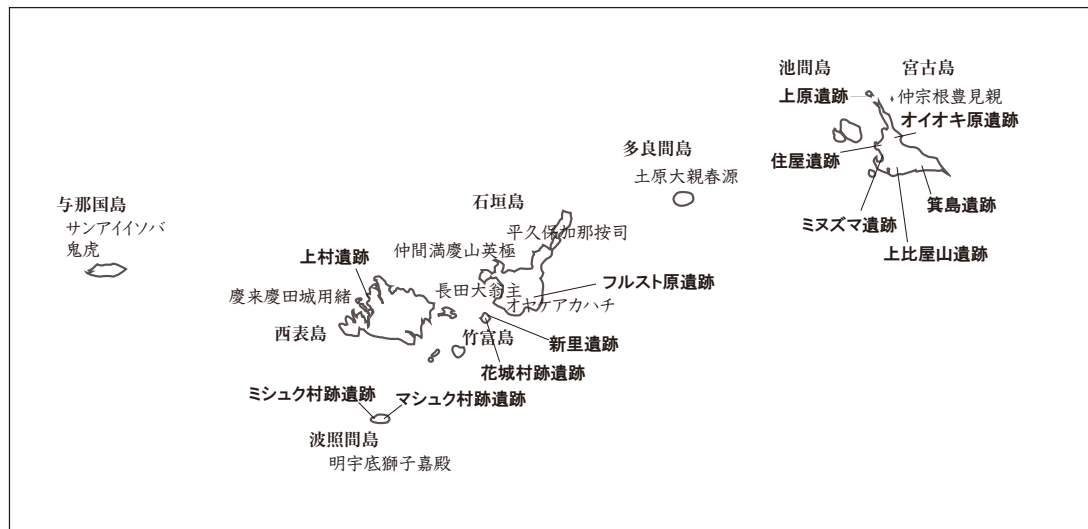 池間島
宮古島
上原遺跡
仲宗根豊見親
オイオキ原遺跡
住屋遺跡
多良間島
土原大親春源
箕島遺跡
ミヌズマ遺跡
上比屋山遺跡
与那国島
サンアイイソバ
鬼虎
石垣島
平久保加那按司
仲間満慶山英極
上村遺跡
フルスト原遺跡
慶来慶田城用緒
長田大翁主
オヤケアカハチ
西表島
竹富島
新里遺跡
花城村跡遺跡
ミシュク村跡遺跡
マシュク村跡遺跡
波照間島
明宇底獅子嘉殿